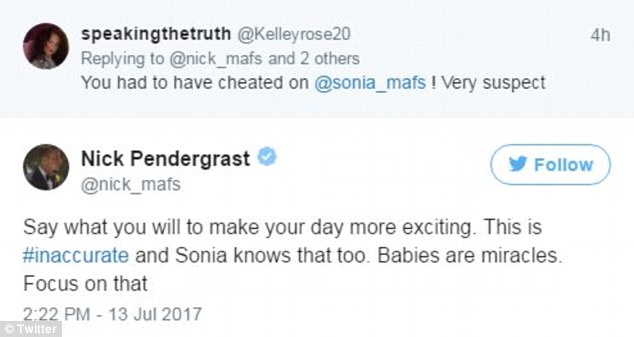 speakingthetruth @Kelleyrose20 4h
Replying to @nick_mafs and 2 others
You had to have cheated on @sonia_mafs ! Very suspect
Nick Pendergrast
Follow
@nick_mafs
Say what you will to make your day more exciting. This is
#inaccurate and Sonia knows that too. Babies are miracles.
Focus on that
2:22 PM - 13 Jul 2017
© Twitter